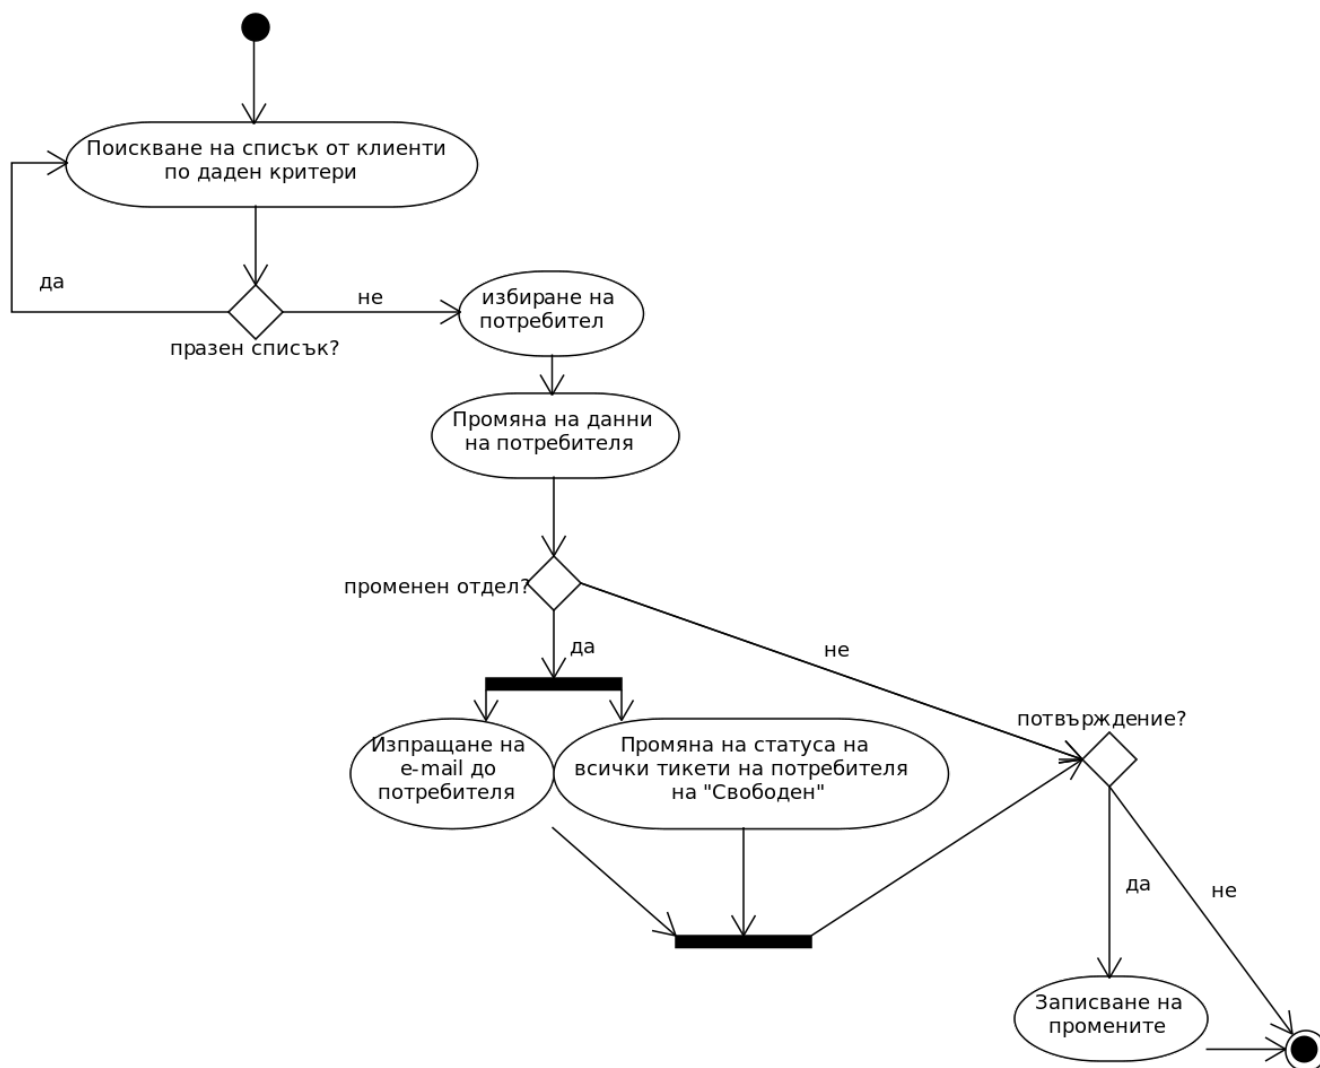 Поискване на списък от клиенти
по даден критери
да
не
празен списък?
избиране на
потребител
Промяна на данни
на потребителя
променен отдел?
да
не
потвърждение?
Изпращане на
e-mail до
потребителя
Промяна на статуса на
всички тикети на потребителя
на "Свободен"
да
не
Записване на
промените